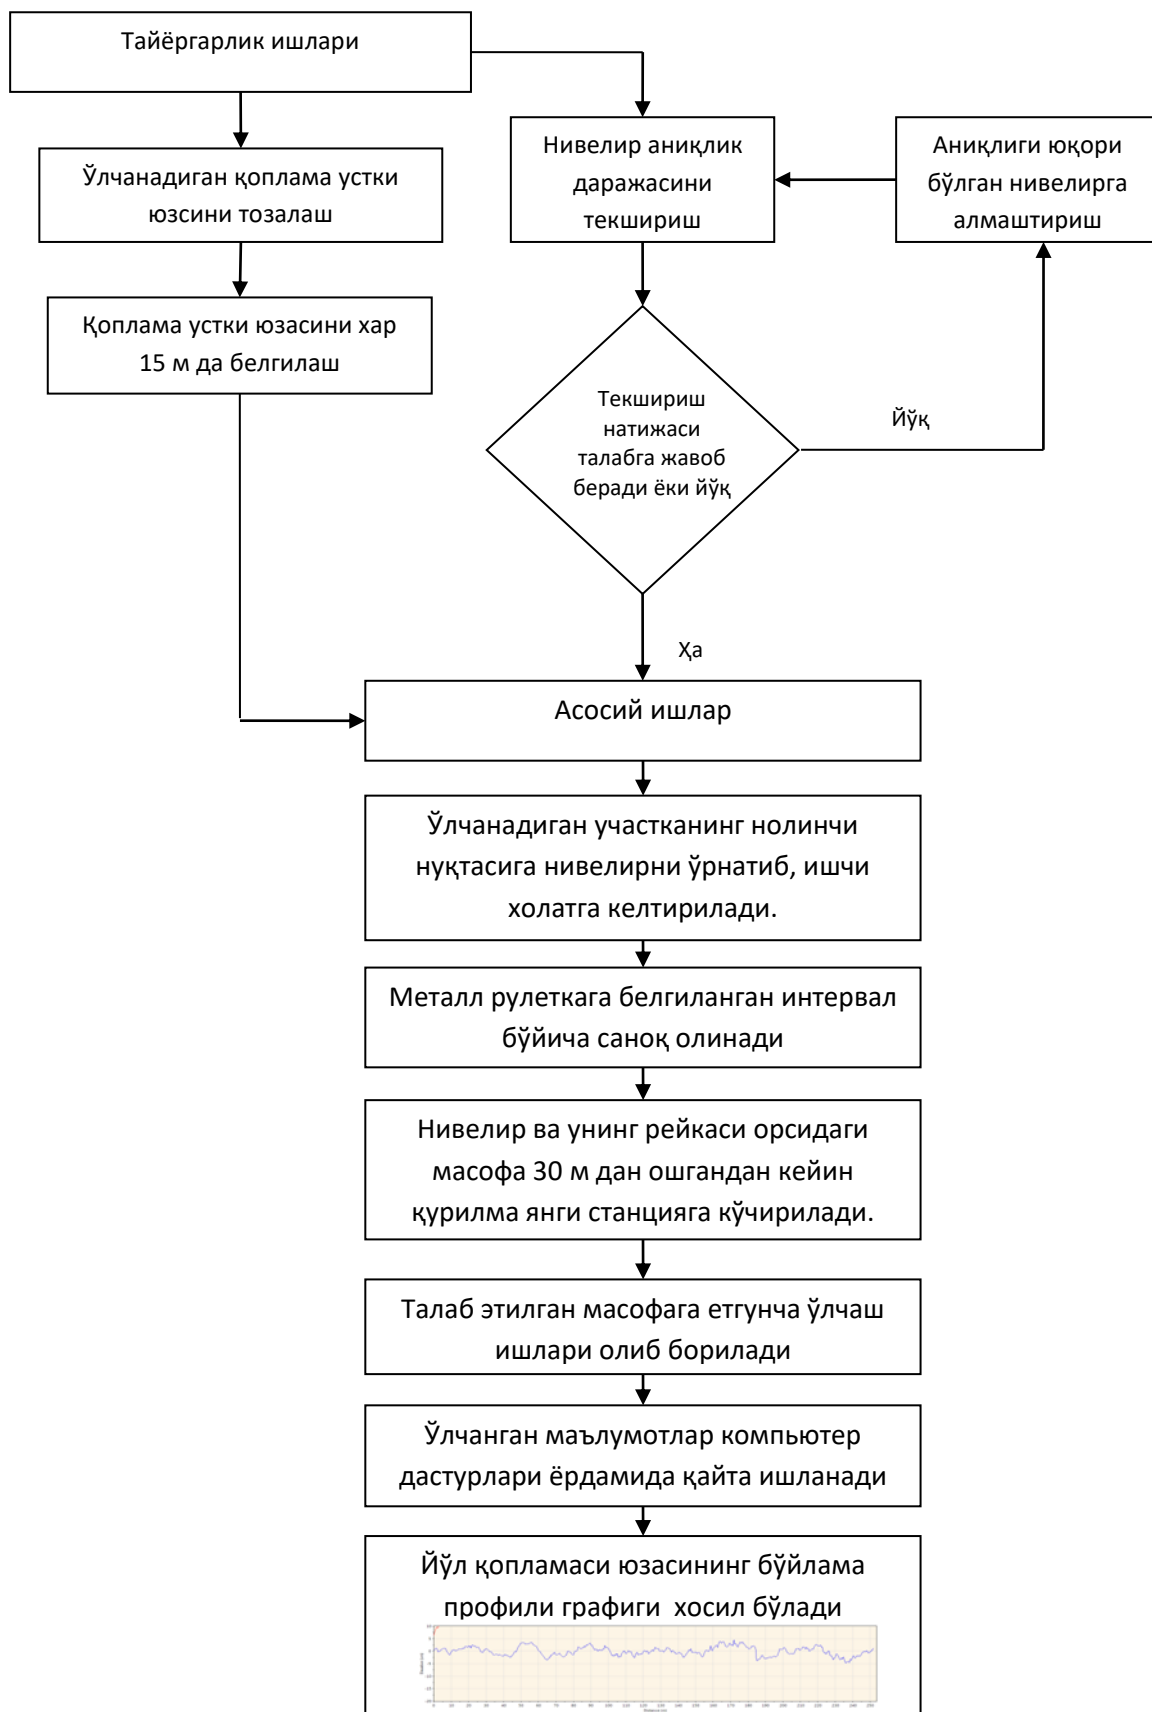 Тайёргарлик ишлари
Ўлчанадиган қоплама устки
юзсини тозалаш
Қоплама устки юзасини хар
15 м да белгилаш
Нивелир аниқлик
даражасини
текшириш
Аниқлиги юқори
бўлган нивелирга
алмаштириш
Текшириш
натижаси
талабга жавоб
беради ёки йўқ
Йўқ
Ҳа
Асосий ишлар
Ўлчанадиган участканинг нолинчи
нуқтасига нивелирни ўрнатиб, ишчи
холатга келтирилади.
Металл рулеткага белгиланган интервал
бўйича саноқ олинади
Нивелир ва унинг рейкаси орсидаги
масофа 30 м дан ошгандан кейин
қурилма янги станцияга кўчирилади.
Талаб этилган масофага етгунча ўлчаш
ишлари олиб борилади
Ўлчанган маълумотлар компьютер
дастурлари ёрдамида қайта ишланади
Йўл қопламаси юзасининг бўйлама
профили графиги хосил бўлади